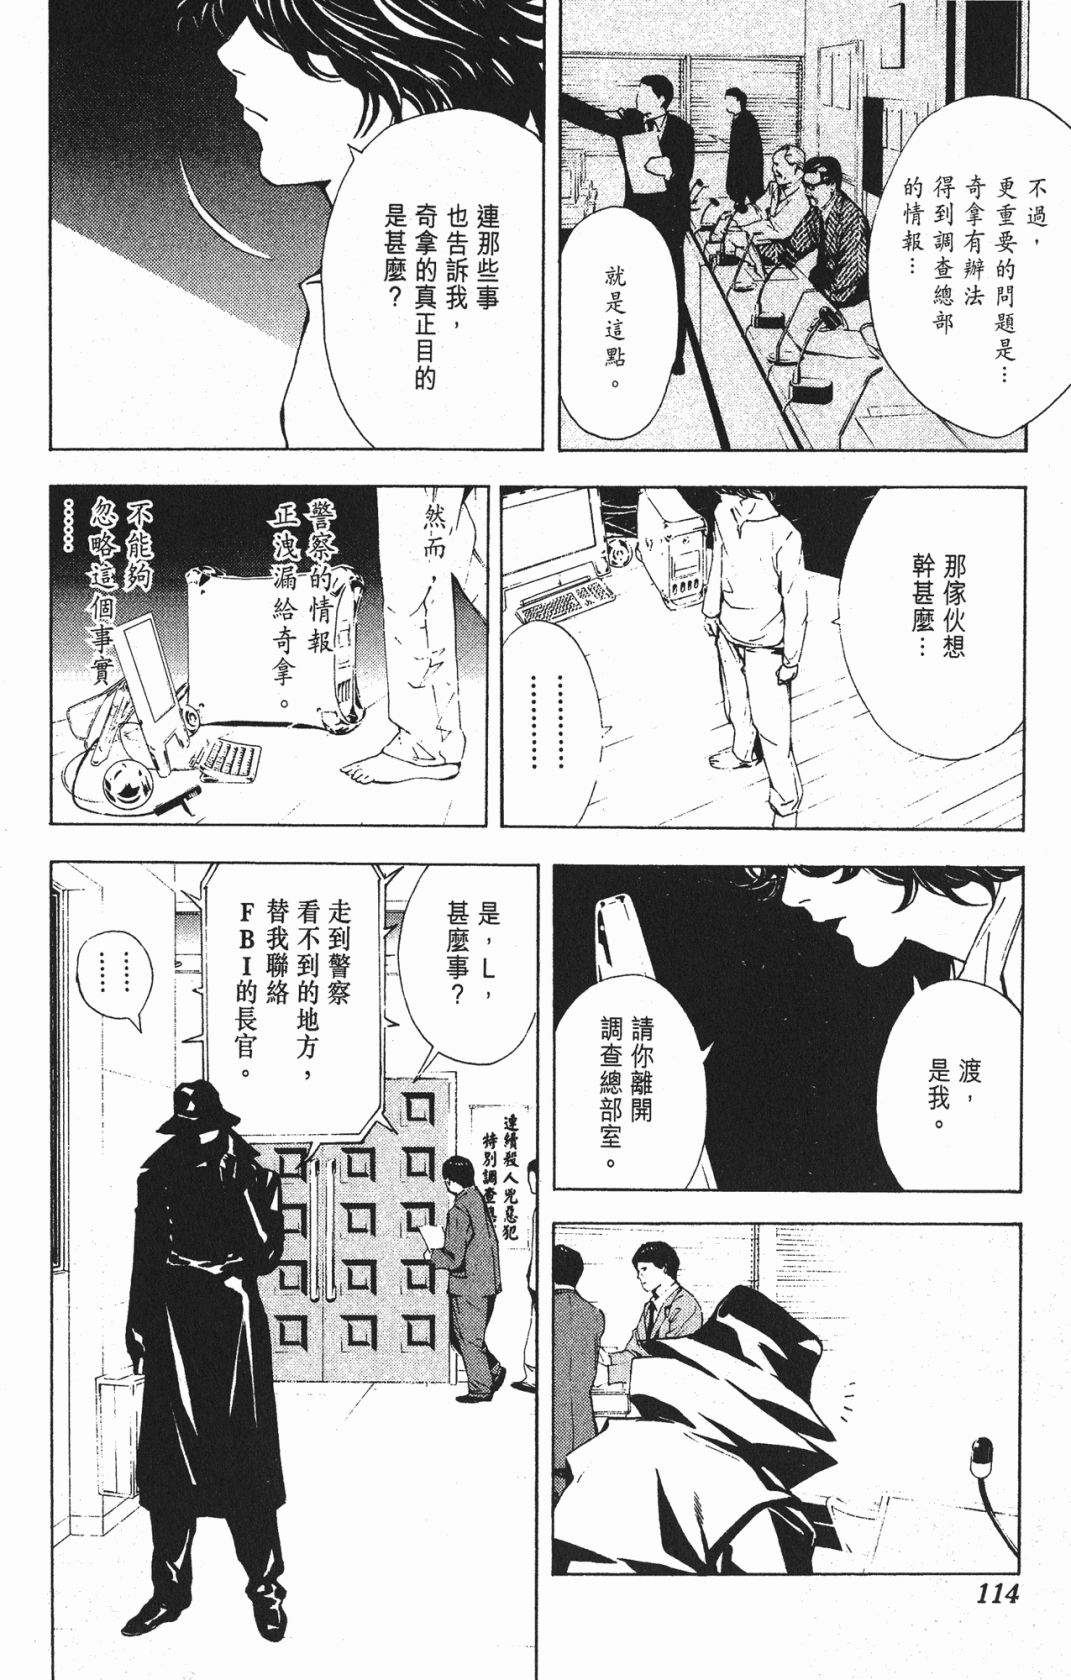 不過，
更重要的問題是…
奇拿有辦法
得到調查總部
的情報…
就是這點。
連那些事
也告訴我，
奇拿的真正目的
是甚麼？
那傢伙想
幹甚麼…
…………
…………
然而，
警察的情報
正洩漏給奇拿。
不能夠
忽略這個事實
……
渡，
是我。
請你離開
調查總部室。
是，L，
甚麼事？
走到警察
看不到的地方，
替我聯絡
FBI的長官。
連續殺人兇惡犯
特別調查
……
……
114